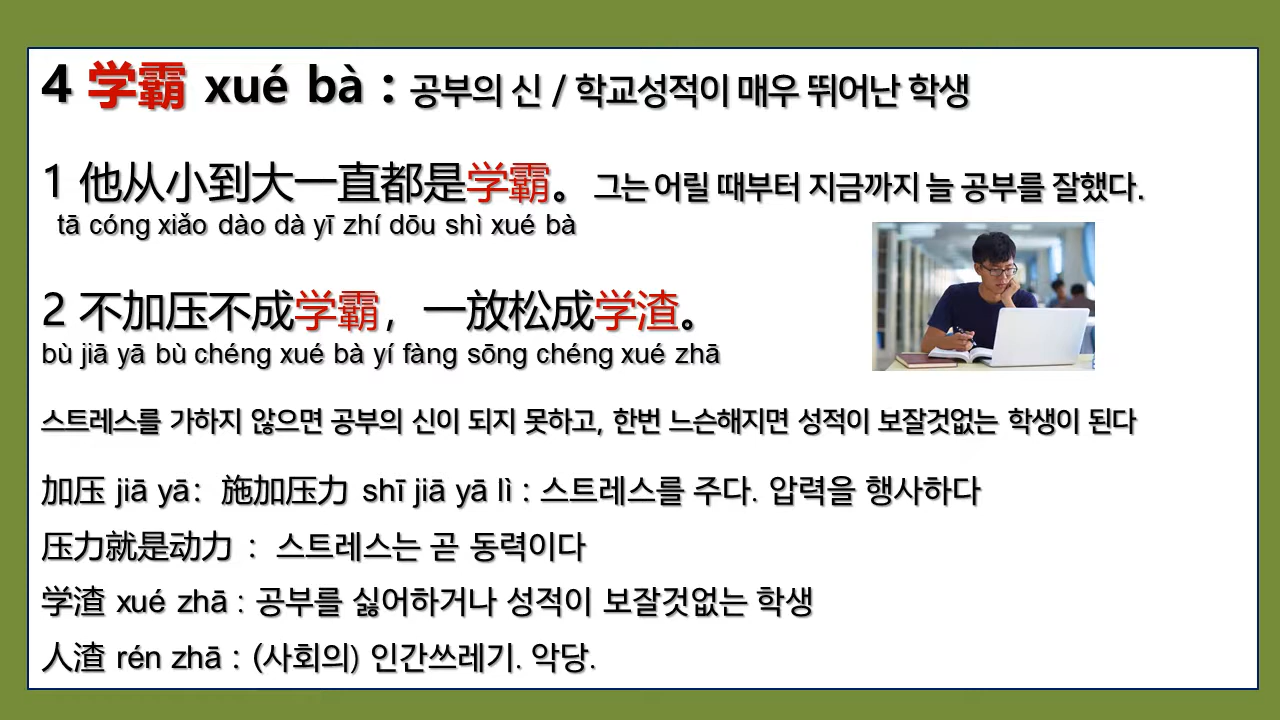 4 学霸 xué bà : 공부의 신 / 학교성적이 매우 뛰어난 학생
1 他从小到大一直都是学霸。그는 어릴 때부터 지금까지 늘 공부를 잘했다.
tā cóng xiǎo dào dà yī zhí dōu shì xué bà
2 不加压不成学霸，一放松成学渣。
bù jiā yā bù chéng xué bà yí fàng sōng chéng xué zhā
스트레스를 가하지 않으면 공부의 신이 되지 못하고, 한번 느슨해지면 성적이 보잘것없는 학생이 된다
加压 jiā yā：施加压力 shī jiā yā lì : 스트레스를 주다. 압력을 행사하다
压力就是动力 ：스트레스는 곧 동력이다
学渣 xué zhā : 공부를 싫어하거나 성적이 보잘것없는 학생
人渣 rén zhā : (사회의) 인간쓰레기. 악당.